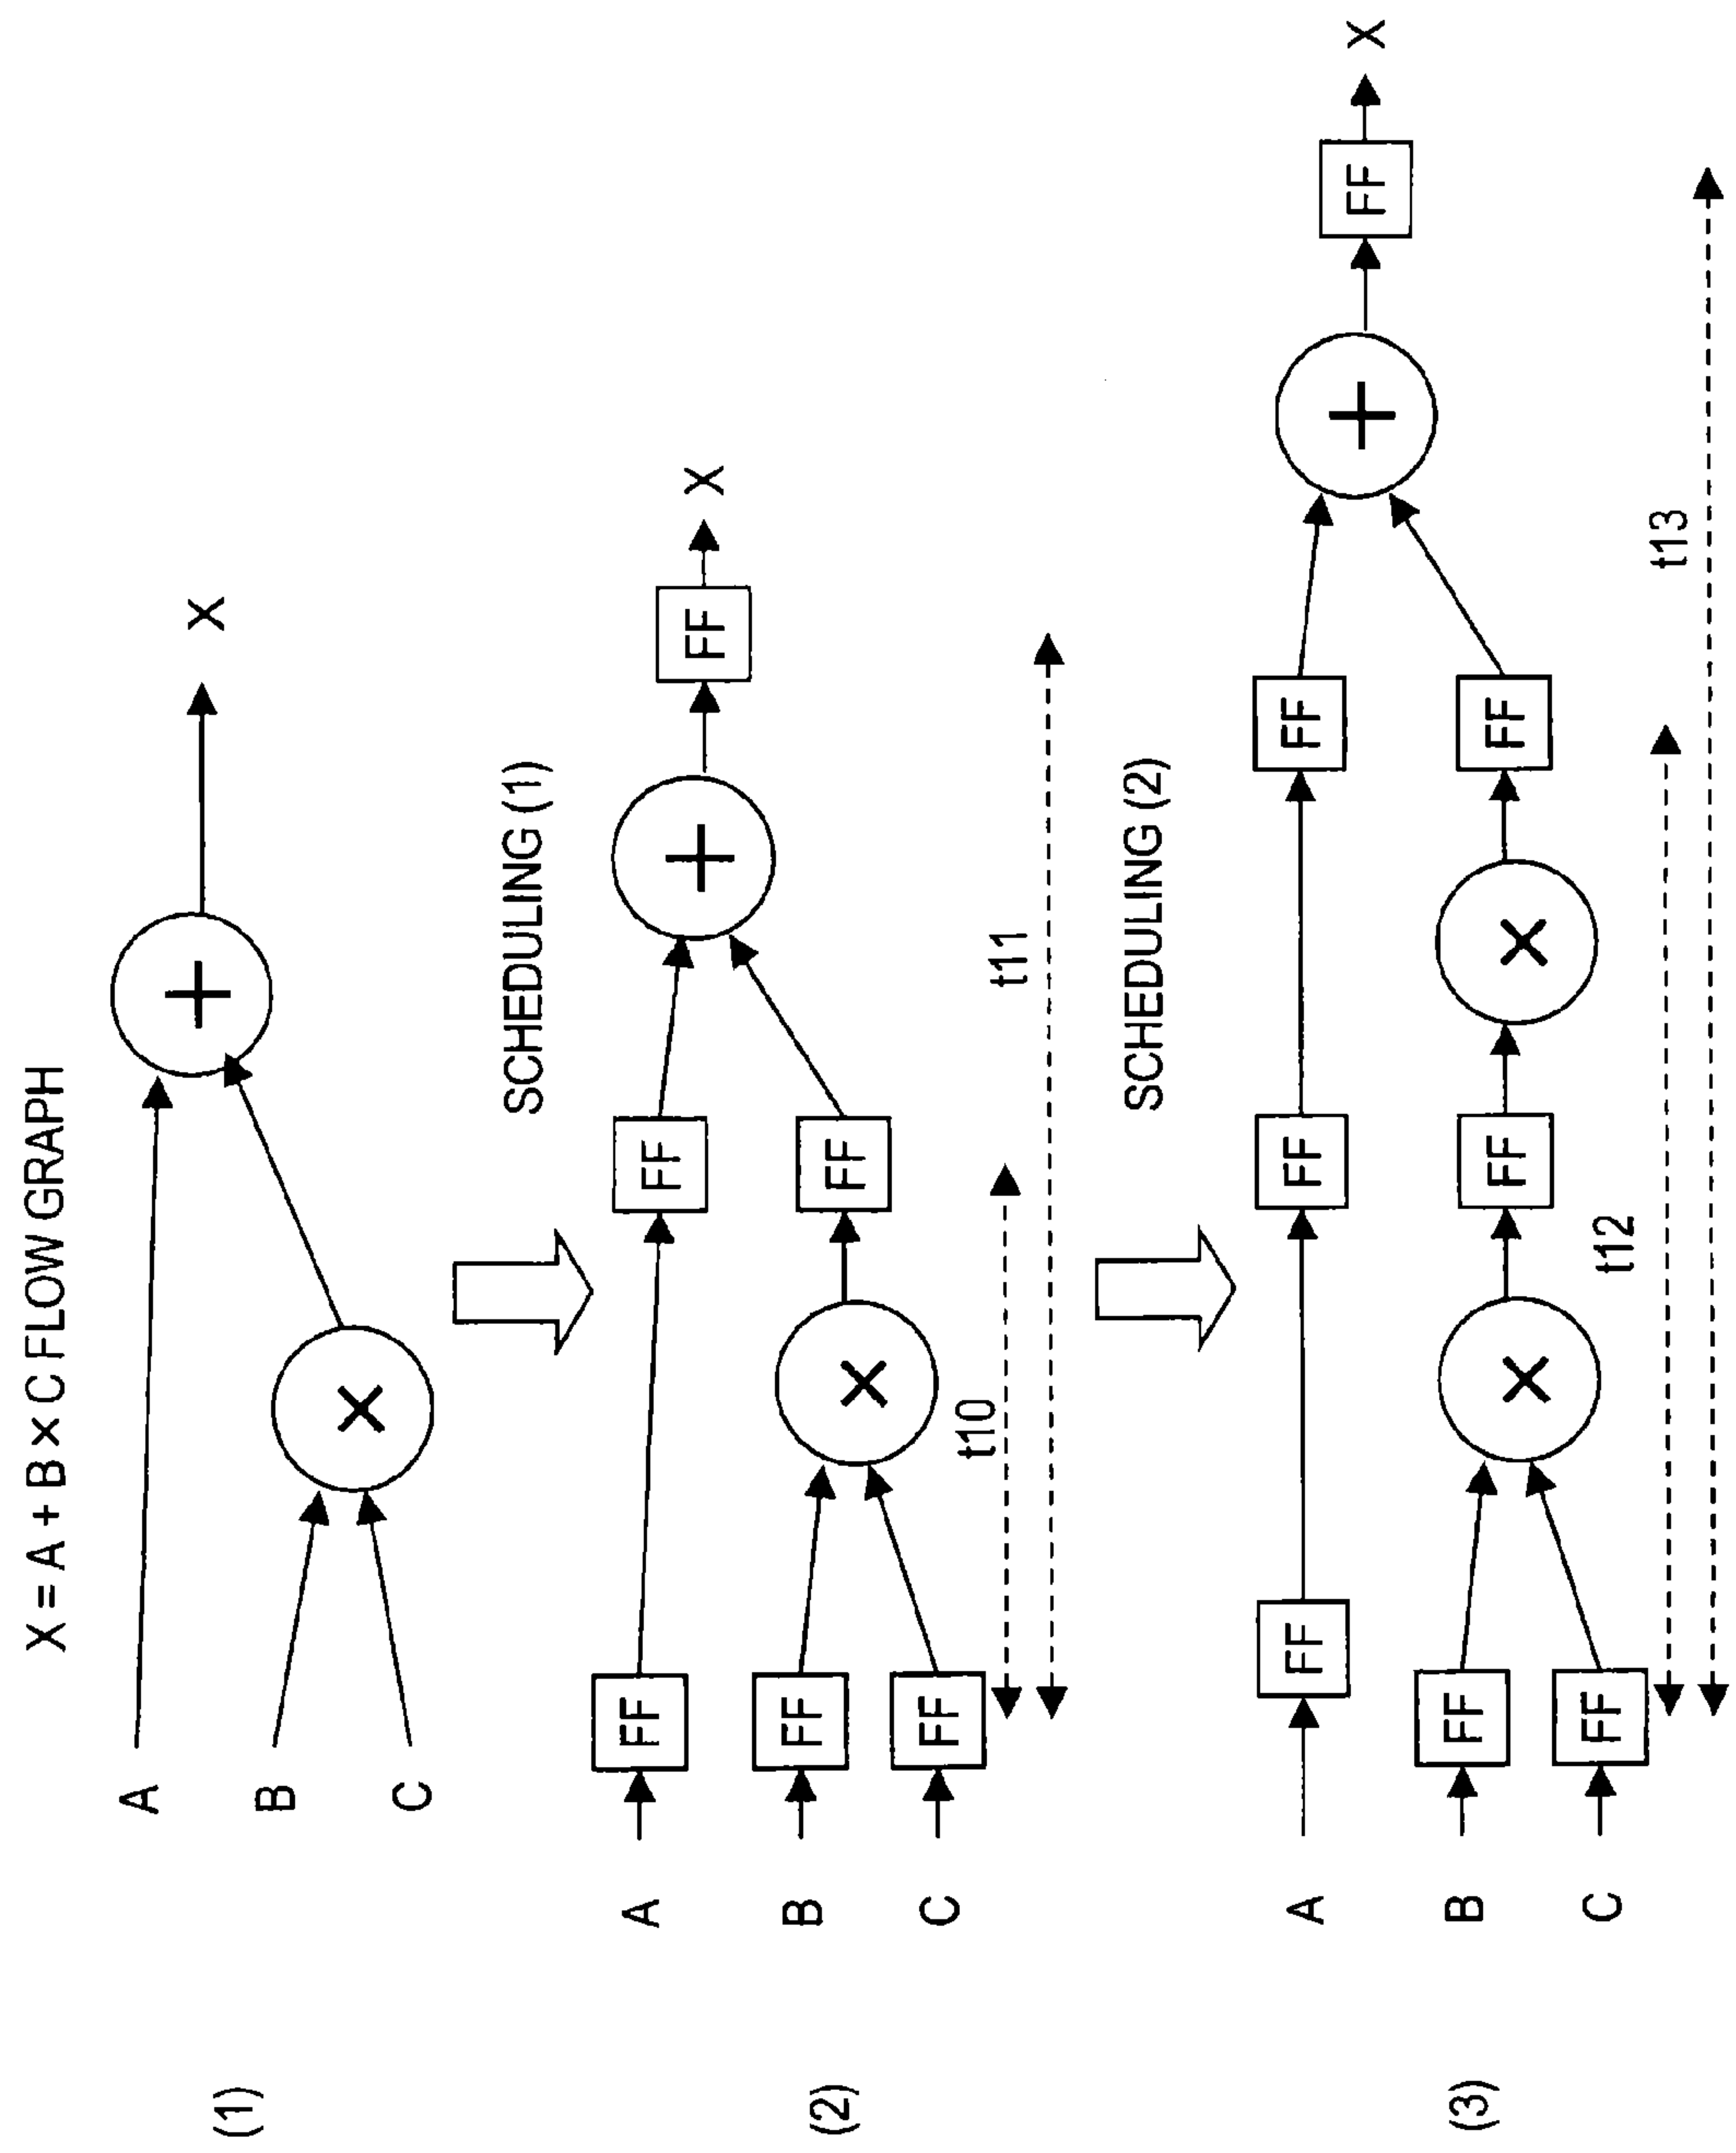 X = A + B × C FLOW GRAPH
(1)
A
B
C
×
+
X
SCHEDULING (1)
(2)
A
B
C
FF
FF
FF
×
FF
FF
+
FF
X
t10
t11
SCHEDULING (2)
(3)
A
B
C
FF
FF
FF
×
FF
FF
×
FF
FF
+
FF
X
t12
t13